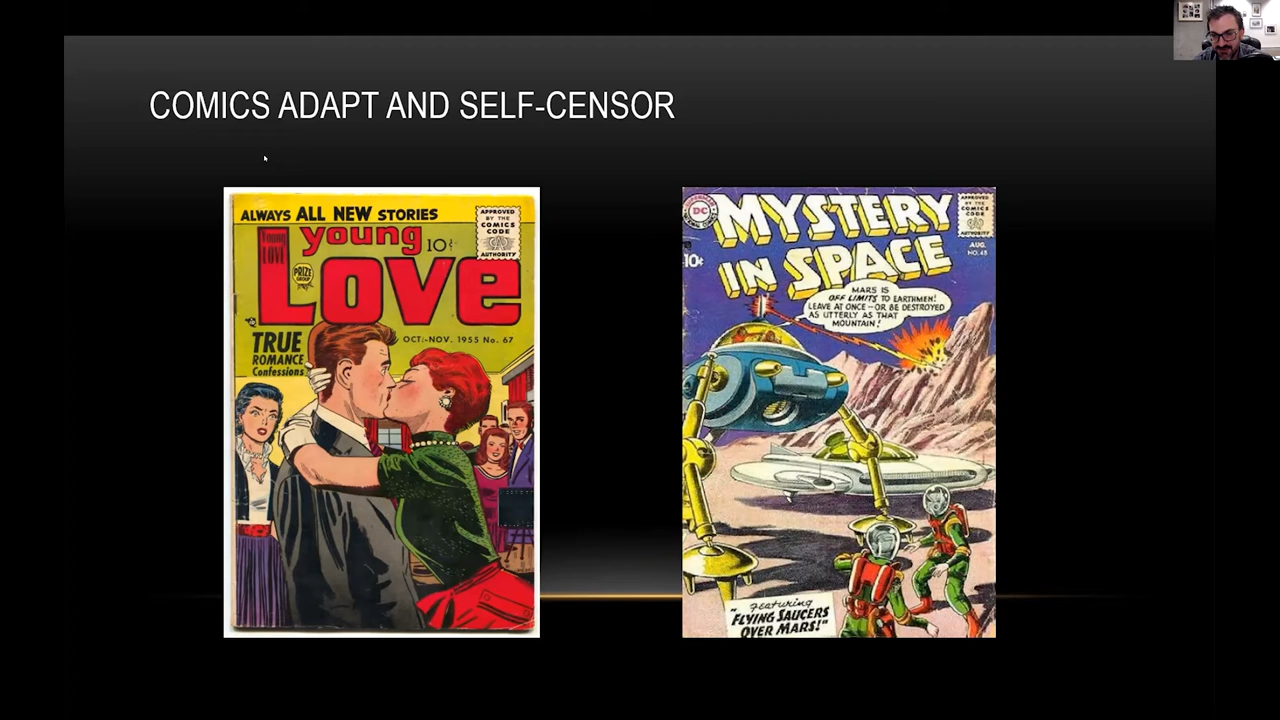 COMICS ADAPT AND SELF-CENSOR
ALWAYS ALL NEW STORIES
APPROVED
BY THE
COMICS
CODE
AUTHORITY
young
10¢
YOUNG
LOVE
Love
PRIZE
GROUP
TRUE
ROMANCE
Confessions
OCT.-NOV. 1955 No. 67
DC
MYSTERY
IN SPACE
10¢
APPROVED
BY THE
COMICS
CODE
AUTHORITY
AUG.
NO. 45
MARS IS
OFF LIMITS TO EARTHMEN!
LEAVE AT ONCE--OR BE DESTROYED
AS UTTERLY AS THAT
MOUNTAIN!
Featuring
"FLYING SAUCERS
OVER MARS!"